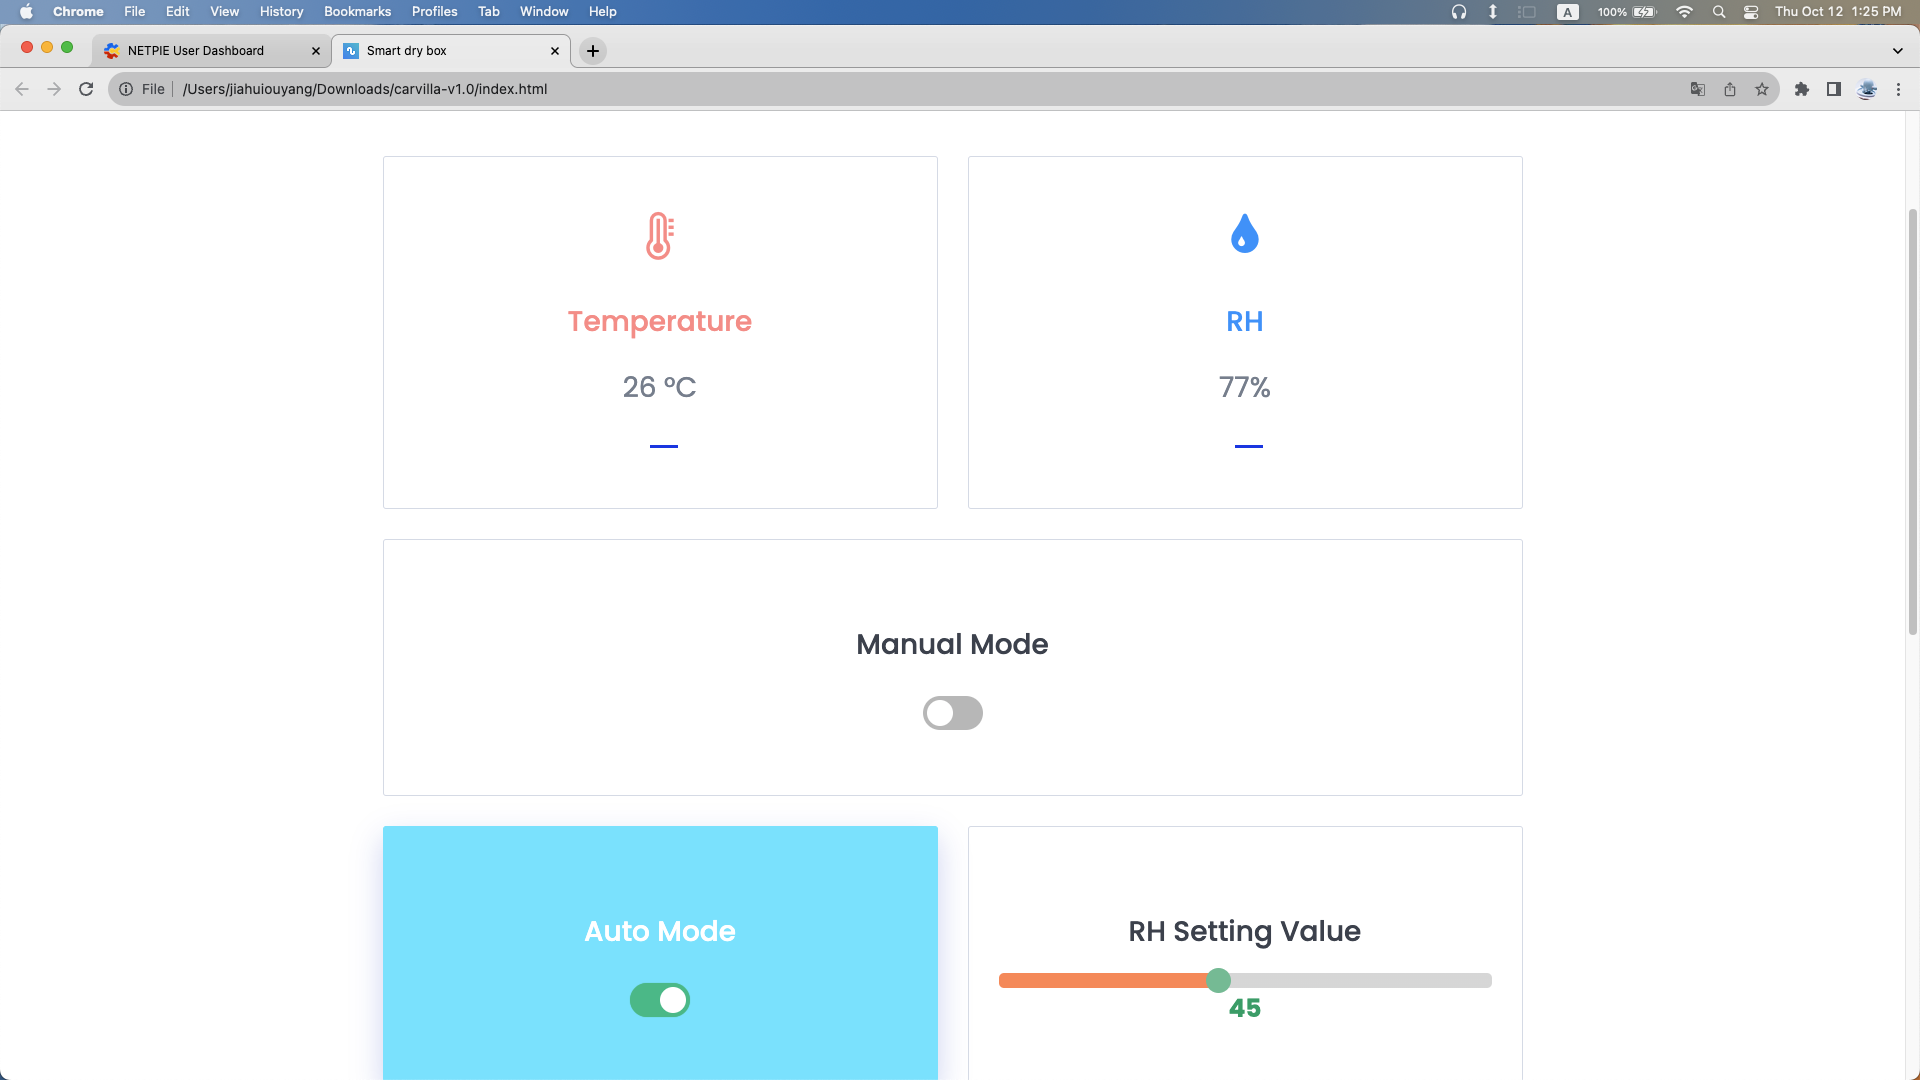 Chrome File Edit View History Bookmarks Profiles Tab Window Help A 100% Thu Oct 12 1:25 PM
NETPIE User Dashboard Smart dry box
File /Users/jiahuiouyang/Downloads/carvilla-v1.0/index.html
Temperature
26 °C
RH
77%
Manual Mode
Auto Mode
RH Setting Value
45